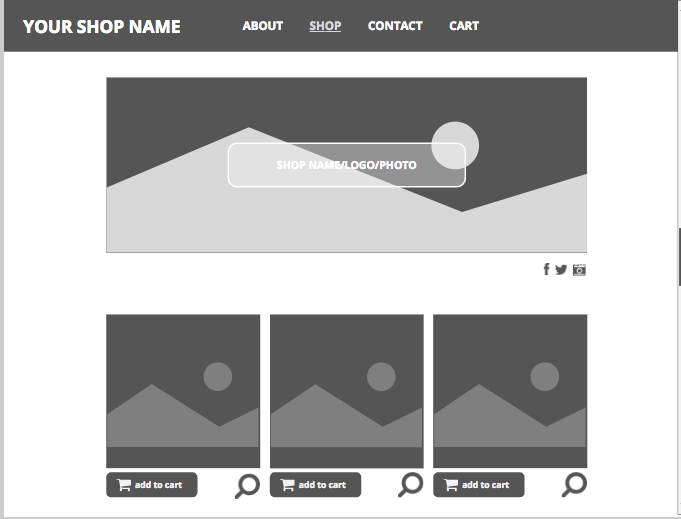 YOUR SHOP NAME ABOUT SHOP CONTACT CART
SHOP NAME/LOGO/PHOTO
add to cart add to cart add to cart